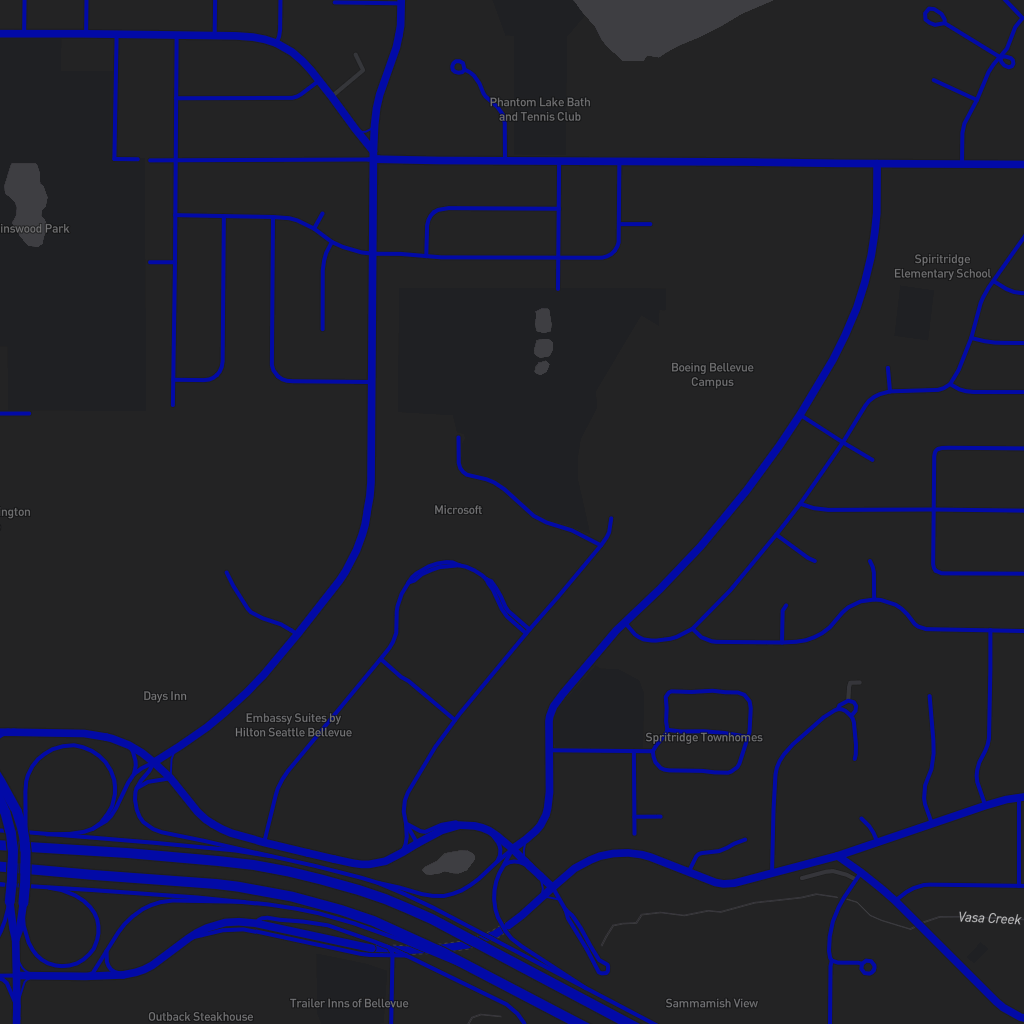 Phantom Lake Bath
and Tennis Club
inswood Park
Spiritridge
Elementary School
Boeing Bellevue
Campus
Microsoft
ngton
Days Inn
Embassy Suites by
Hilton Seattle Bellevue
Spritridge Townhomes
Vasa Creek
Trailer Inns of Bellevue
Sammamish View
Outback Steakhouse